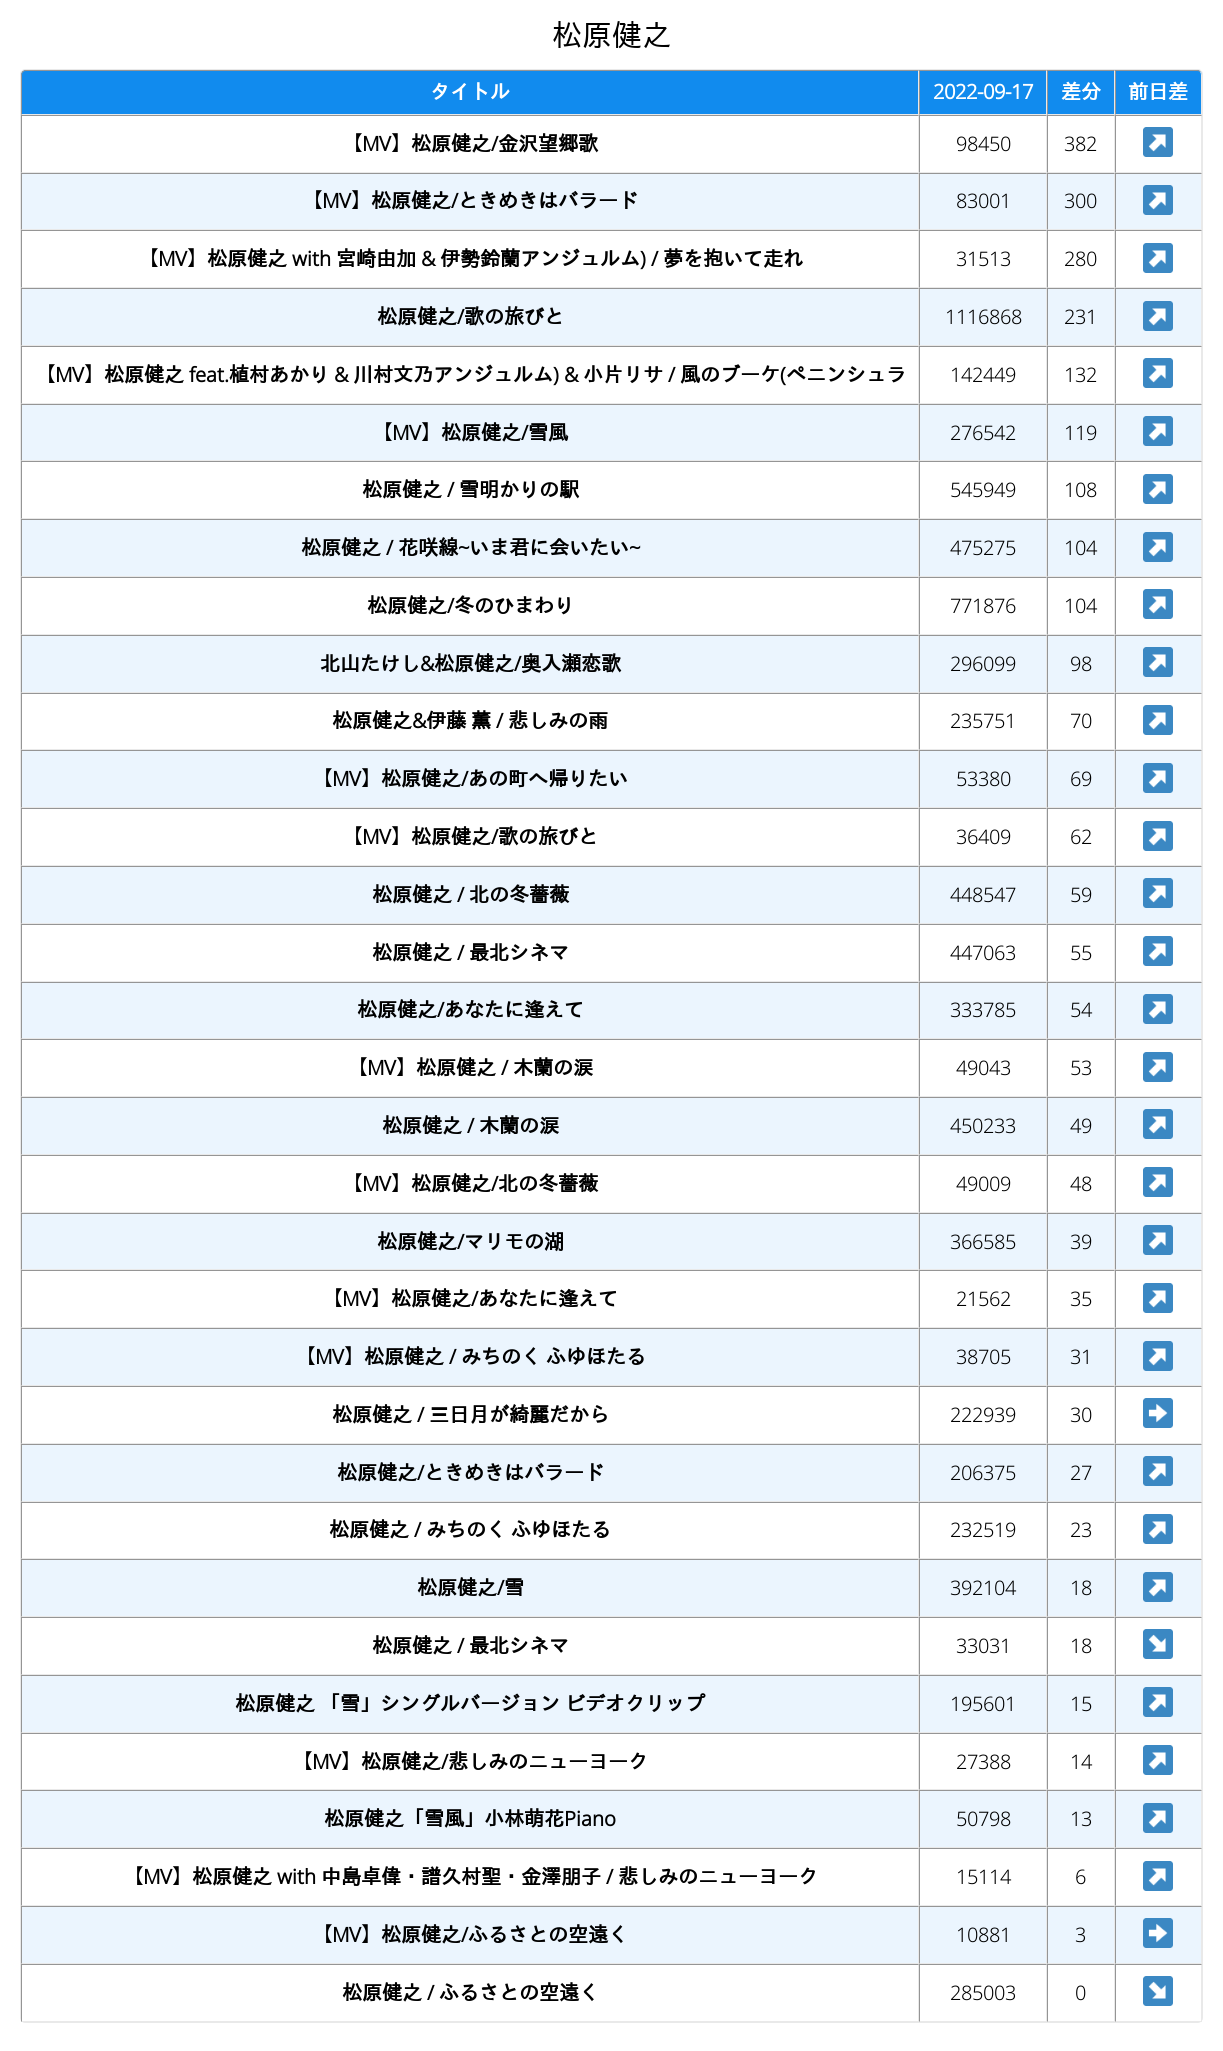 松原健之
タイトル 2022-09-17 差分 前日差
【MV】松原健之/金沢望郷歌 98450 382
【MV】松原健之/ときめきはバラード 83001 300
【MV】松原健之 with 宮崎由加 & 伊勢鈴蘭アンジュルム) / 夢を抱いて走れ 31513 280
松原健之/歌の旅びと 1116868 231
【MV】松原健之 feat.植村あかり & 川村文乃アンジュルム) & 小片リサ / 風のブーケ(ペニンシュラ 142449 132
【MV】松原健之/雪風 276542 119
松原健之 / 雪明かりの駅 545949 108
松原健之 / 花咲線~いま君に会いたい~ 475275 104
松原健之/冬のひまわり 771876 104
北山たけし&松原健之/奥入瀬恋歌 296099 98
松原健之&伊藤 薫 / 悲しみの雨 235751 70
【MV】松原健之/あの町へ帰りたい 53380 69
【MV】松原健之/歌の旅びと 36409 62
松原健之 / 北の冬薔薇 448547 59
松原健之 / 最北シネマ 447063 55
松原健之/あなたに逢えて 333785 54
【MV】松原健之 / 木蘭の涙 49043 53
松原健之 / 木蘭の涙 450233 49
【MV】松原健之/北の冬薔薇 49009 48
松原健之/マリモの湖 366585 39
【MV】松原健之/あなたに逢えて 21562 35
【MV】松原健之 / みちのく ふゆほたる 38705 31
松原健之 / 三日月が綺麗だから 222939 30
松原健之/ときめきはバラード 206375 27
松原健之 / みちのく ふゆほたる 232519 23
松原健之/雪 392104 18
松原健之 / 最北シネマ 33031 18
松原健之 「雪」シングルバージョン ビデオクリップ 195601 15
【MV】松原健之/悲しみのニューヨーク 27388 14
松原健之「雪風」小林萌花Piano 50798 13
【MV】松原健之 with 中島卓偉・譜久村聖・金澤朋子 / 悲しみのニューヨーク 15114 6
【MV】松原健之/ふるさとの空遠く 10881 3
松原健之 / ふるさとの空遠く 285003 0